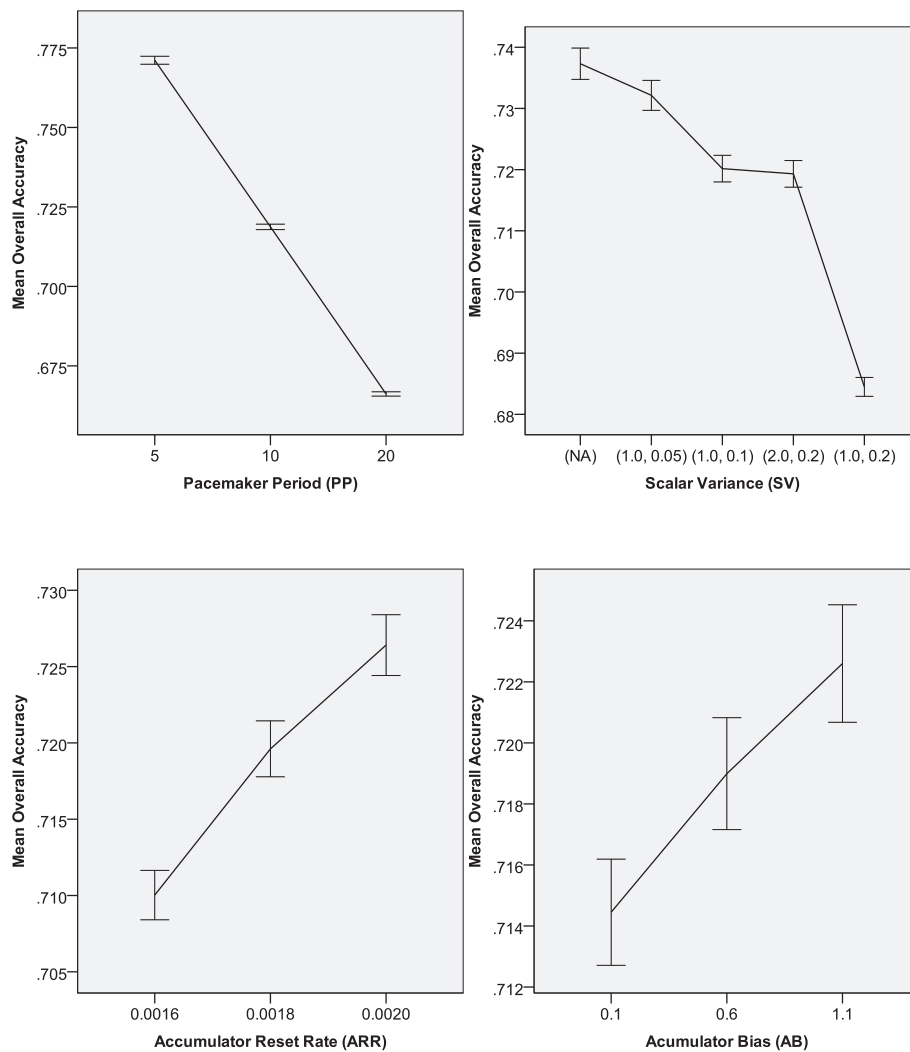 Mean Overall Accuracy
.775
.750
.725
.700
.675
5 10 20
Pacemaker Period (PP)
Mean Overall Accuracy
.74
.73
.72
.71
.70
.69
.68
(NA) (1.0, 0.05) (1.0, 0.1) (2.0, 0.2) (1.0, 0.2)
Scalar Variance (SV)
Mean Overall Accuracy
.730
.725
.720
.715
.710
.705
0.0016 0.0018 0.0020
Accumulator Reset Rate (ARR)
Mean Overall Accuracy
.724
.722
.720
.718
.716
.714
.712
0.1 0.6 1.1
Acumulator Bias (AB)